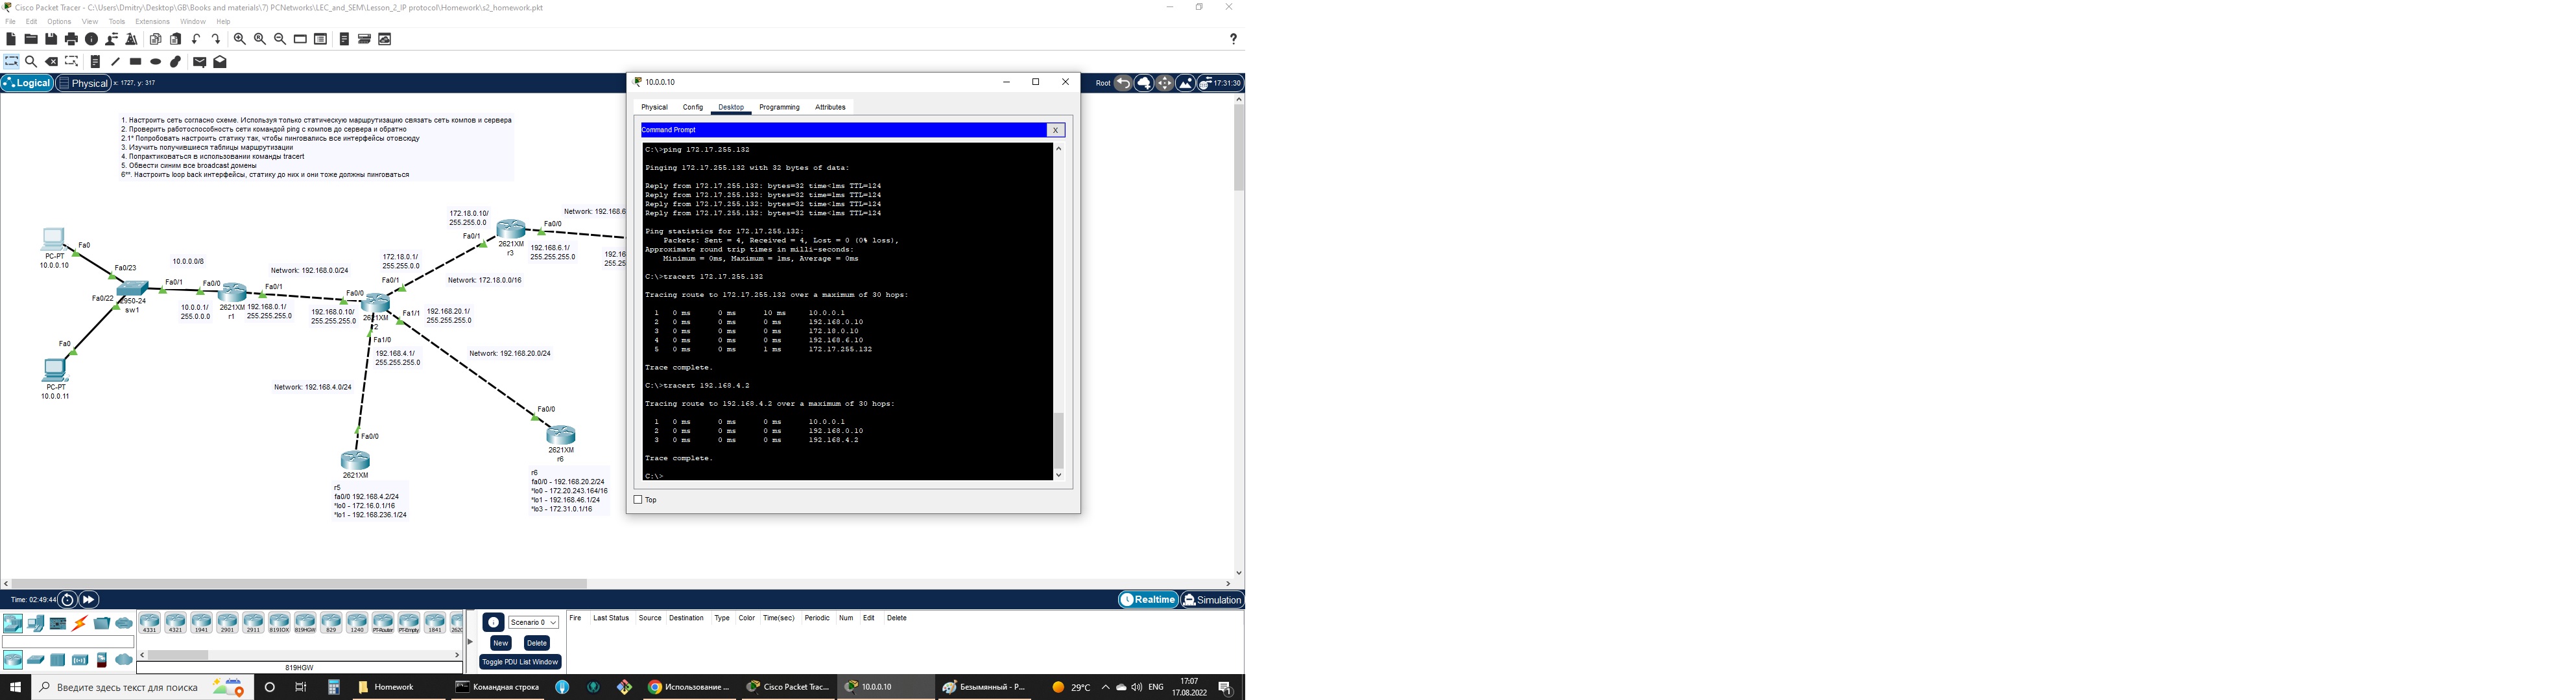 Cisco Packet Tracer - C:\Users\Dmitry\Desktop\GB\Books and materials\7) PCNetworks\LEC_and_SEM\Lesson_2_IP protocol\Homework\s2_homework.pkt
File Edit Options View Tools Extensions Window Help
?
Logical Physical x: 1727, y: 317
Root 17:31:30
1. Настроить сеть согласно схеме. Используя только статическую маршрутизацию связать сеть компов и сервера
2. Проверить работоспособность сети командой ping с компов до сервера и обратно
2.1* Попробовать настроить статику так, чтобы пинговались все интерфейсы отовсюду
3. Изучить получившиеся таблицы маршрутизации
4. Попрактиковаться в использовании команды tracert
5. Обвести синим все broadcast домены
6**. Настроить loop back интерфейсы, статику до них и они тоже должны пинговаться
172.18.0.10/
255.255.0.0
Network: 192.168.6
Fa0/0
Fa0/1
2621XM
r3
192.168.6.1/
255.255.255.0
192.16
255.25
Fa0
PC-PT
10.0.0.10
Fa0/23
10.0.0.0/8
Network: 192.168.0.0/24
172.18.0.1/
255.255.0.0
Fa0/1
Network: 172.18.0.0/16
Fa0/1
Fa0/0
Fa0/1
Fa0/0
Fa0/22
2950-24
sw1
10.0.0.1/
255.0.0.0
2621XM
r1
192.168.0.1/
255.255.255.0
192.168.0.10/
255.255.255.0
2621XM
r2
Fa1/1
192.168.20.1/
255.255.255.0
Fa0
Fa1/0
192.168.4.1/
255.255.255.0
Network: 192.168.20.0/24
PC-PT
10.0.0.11
Network: 192.168.4.0/24
Fa0/0
Fa0/0
2621XM
r6
2621XM
r5
fa0/0 192.168.4.2/24
*lo0 - 172.16.0.1/16
*lo1 - 192.168.236.1/24
r6
fa0/0 - 192.168.20.2/24
*lo0 - 172.20.243.164/16
*lo1 - 192.168.46.1/24
*lo3 - 172.31.0.1/16
10.0.0.10
Physical Config Desktop Programming Attributes
Command Prompt X
C:\>ping 172.17.255.132
Pinging 172.17.255.132 with 32 bytes of data:
Reply from 172.17.255.132: bytes=32 time<1ms TTL=124
Reply from 172.17.255.132: bytes=32 time=1ms TTL=124
Reply from 172.17.255.132: bytes=32 time<1ms TTL=124
Reply from 172.17.255.132: bytes=32 time<1ms TTL=124
Ping statistics for 172.17.255.132:
Packets: Sent = 4, Received = 4, Lost = 0 (0% loss),
Approximate round trip times in milli-seconds:
Minimum = 0ms, Maximum = 1ms, Average = 0ms
C:\>tracert 172.17.255.132
Tracing route to 172.17.255.132 over a maximum of 30 hops:
1 0 ms 0 ms 10 ms 10.0.0.1
2 0 ms 0 ms 0 ms 192.168.0.10
3 0 ms 0 ms 0 ms 172.18.0.10
4 0 ms 0 ms 0 ms 192.168.6.10
5 0 ms 0 ms 1 ms 172.17.255.132
Trace complete.
C:\>tracert 192.168.4.2
Tracing route to 192.168.4.2 over a maximum of 30 hops:
1 0 ms 0 ms 0 ms 10.0.0.1
2 0 ms 0 ms 0 ms 192.168.0.10
3 0 ms 0 ms 0 ms 192.168.4.2
Trace complete.
C:\>
Top
Time: 02:49:44
Realtime Simulation
4331 4321 1941 2901 2911 819IOX 819HGW 829 1240 PT-Router PT-Empty 1841
819HGW
Scenario 0
New Delete
Toggle PDU List Window
Fire Last Status Source Destination Type Color Time(sec) Periodic Num Edit Delete
Введите здесь текст для поиска
Homework
Командная строка
Использование ...
Cisco Packet Trac...
10.0.0.10
Безымянный - P...
29°C
ENG
17:07
17.08.2022
1